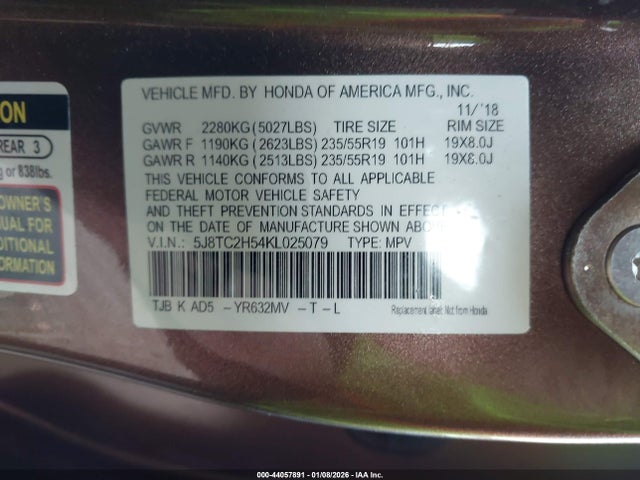 VEHICLE MFD. BY HONDA OF AMERICA MFG., INC.
11/'18
GVWR 2280KG (5027LBS) TIRE SIZE RIM SIZE
GAWR F 1190KG (2623LBS) 235/55R19 101H 19X8.0J
GAWR R 1140KG (2513LBS) 235/55R19 101H 19X8.0J
THIS VEHICLE CONFORMS TO ALL APPLICABLE
FEDERAL MOTOR VEHICLE SAFETY
AND THEFT PREVENTION STANDARDS IN EFFECT
ON THE DATE OF MANUFACTURE SHOWN ABOVE
V.I.N.: 5J8TC2H54KL025079 TYPE: MPV
TJB K AD5 -YR632MV -T-L
Replacement label: Not from Honda
ON
REAR 3
g or 838lbs.
OWNER'S
NUAL FOR
DITIONAL
FORMATION
000-44057891 - 01/08/2026 - IAA Inc.